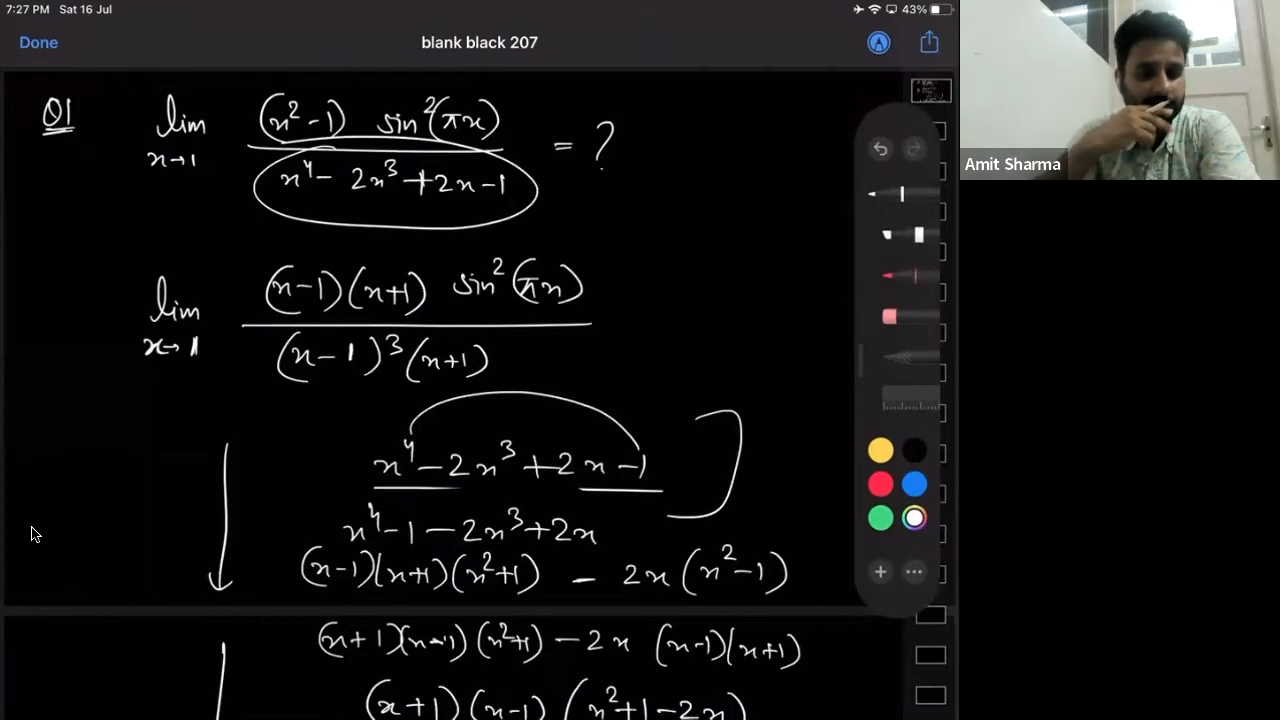 7:27 PM Sat 16 Jul
43%
Done
blank black 207
Amit Sharma
Q1 lim x→1 (x²-1) sin²(πx) / x⁴ - 2x³ + 2x - 1 = ?
lim x→1 (x-1)(x+1) sin²(πx) / (x-1)³(x+1)
x⁴ - 2x³ + 2x - 1
x⁴ - 1 - 2x³ + 2x
(x-1)(x+1)(x²+1) - 2x(x²-1)
(x+1)(x-1)(x²+1) - 2x (x-1)(x+1)
(x+1)(x-1)(x²+1-2x)